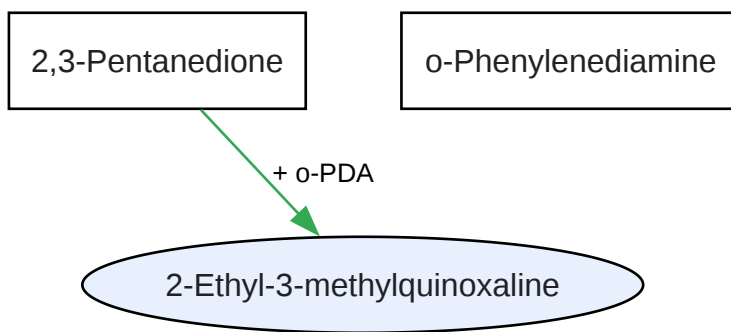 2,3-Pentanedione
o-Phenylenediamine
+ o-PDA
2-Ethyl-3-methylquinoxaline